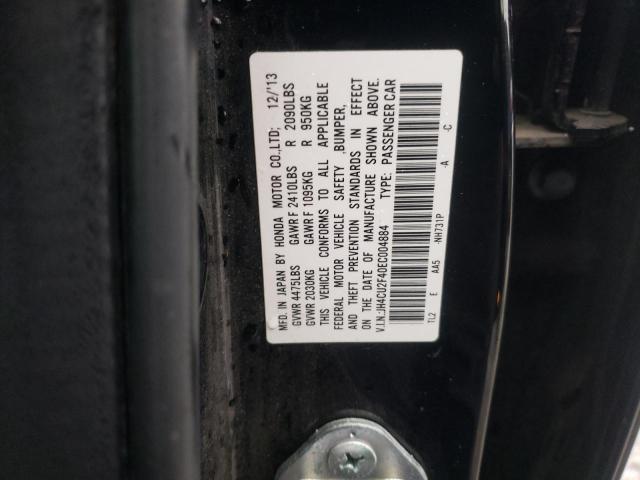 MFD. IN JAPAN BY HONDA MOTOR CO.,LTD; 12/'13
GVWR 4475LBS GAWR F 2410LBS R 2090LBS
GVWR 2030KG GAWR F 1095KG R 950KG
THIS VEHICLE CONFORMS TO ALL APPLICABLE
FEDERAL MOTOR VEHICLE SAFETY ,BUMPER,
AND THEFT PREVENTION STANDARDS IN EFFECT
ON THE DATE OF MANUFACTURE SHOWN ABOVE.
V.I.N.:JH4CU2F40EC004884 TYPE: PASSENGER CAR
TL2 E AA5 -NH731P -A -C